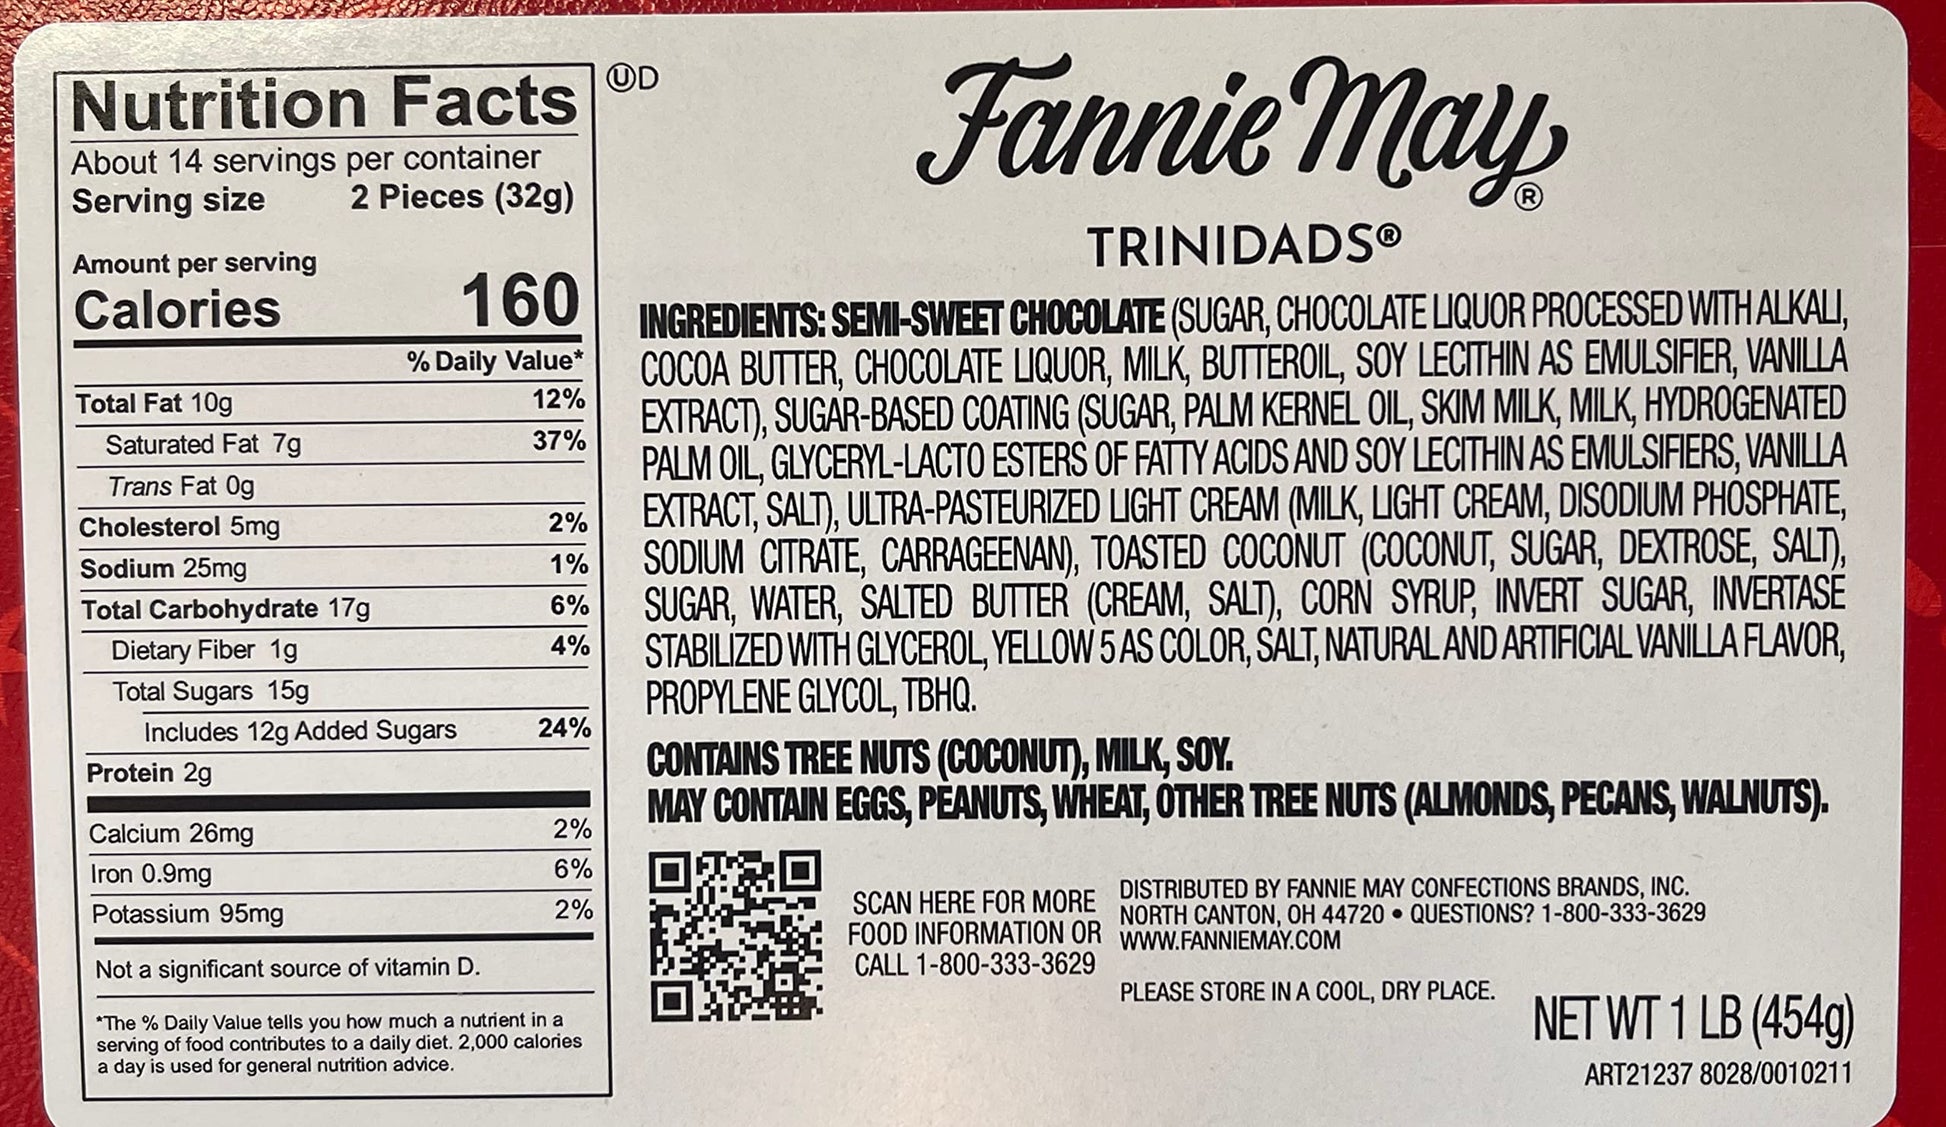 Nutrition Facts
About 14 servings per container
Serving size 2 Pieces (32g)
Amount per serving
Calories 160
% Daily Value*
Total Fat 10g 12%
Saturated Fat 7g 37%
Trans Fat 0g
Cholesterol 5mg 2%
Sodium 25mg 1%
Total Carbohydrate 17g 6%
Dietary Fiber 1g 4%
Total Sugars 15g
Includes 12g Added Sugars 24%
Protein 2g
Calcium 26mg 2%
Iron 0.9mg 6%
Potassium 95mg 2%
Not a significant source of vitamin D.
*The % Daily Value tells you how much a nutrient in a
serving of food contributes to a daily diet. 2,000 calories
a day is used for general nutrition advice.
ⓊD
Fannie May®
TRINIDADS®
INGREDIENTS: SEMI-SWEET CHOCOLATE (SUGAR, CHOCOLATE LIQUOR PROCESSED WITH ALKALI,
COCOA BUTTER, CHOCOLATE LIQUOR, MILK, BUTTEROIL, SOY LECITHIN AS EMULSIFIER, VANILLA
EXTRACT), SUGAR-BASED COATING (SUGAR, PALM KERNEL OIL, SKIM MILK, MILK, HYDROGENATED
PALM OIL, GLYCERYL-LACTO ESTERS OF FATTY ACIDS AND SOY LECITHIN AS EMULSIFIERS, VANILLA
EXTRACT, SALT), ULTRA-PASTEURIZED LIGHT CREAM (MILK, LIGHT CREAM, DISODIUM PHOSPHATE,
SODIUM CITRATE, CARRAGEENAN), TOASTED COCONUT (COCONUT, SUGAR, DEXTROSE, SALT),
SUGAR, WATER, SALTED BUTTER (CREAM, SALT), CORN SYRUP, INVERT SUGAR, INVERTASE
STABILIZED WITH GLYCEROL, YELLOW 5 AS COLOR, SALT, NATURAL AND ARTIFICIAL VANILLA FLAVOR,
PROPYLENE GLYCOL, TBHQ.
CONTAINS TREE NUTS (COCONUT), MILK, SOY.
MAY CONTAIN EGGS, PEANUTS, WHEAT, OTHER TREE NUTS (ALMONDS, PECANS, WALNUTS).
SCAN HERE FOR MORE
FOOD INFORMATION OR
CALL 1-800-333-3629
DISTRIBUTED BY FANNIE MAY CONFECTIONS BRANDS, INC.
NORTH CANTON, OH 44720 • QUESTIONS? 1-800-333-3629
WWW.FANNIEMAY.COM
PLEASE STORE IN A COOL, DRY PLACE.
NET WT 1 LB (454g)
ART21237 8028/0010211